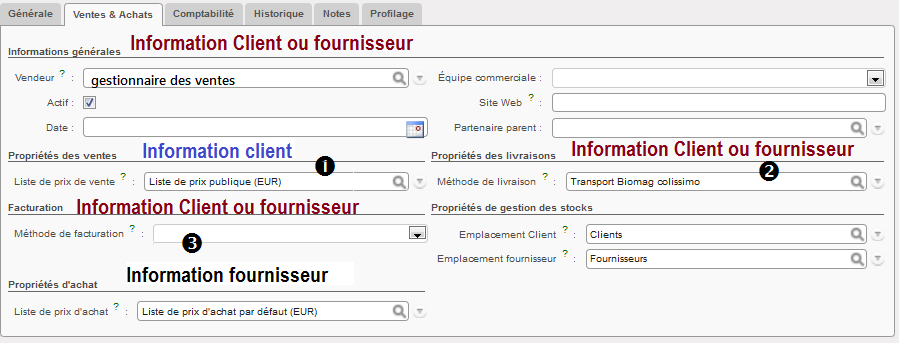 Générale Ventes & Achats Comptabilité Historique Notes Profilage
Information Client ou fournisseur
Informations générales
Vendeur ? : gestionnaire des ventes
Équipe commerciale :
Actif :
Site Web ? :
Date :
Partenaire parent :
Propriétés des ventes Information client
Propriétés des livraisons Information Client ou fournisseur
1
2
Liste de prix de vente ? : Liste de prix publique (EUR)
Méthode de livraison ? : Transport Biomag colissimo
Facturation Information Client ou fournisseur
Propriétés de gestion des stocks
Méthode de facturation ? :
3
Emplacement Client ? : Clients
Emplacement fournisseur ? : Fournisseurs
Information fournisseur
Propriétés d'achat
Liste de prix d'achat ? : Liste de prix d'achat par défaut (EUR)